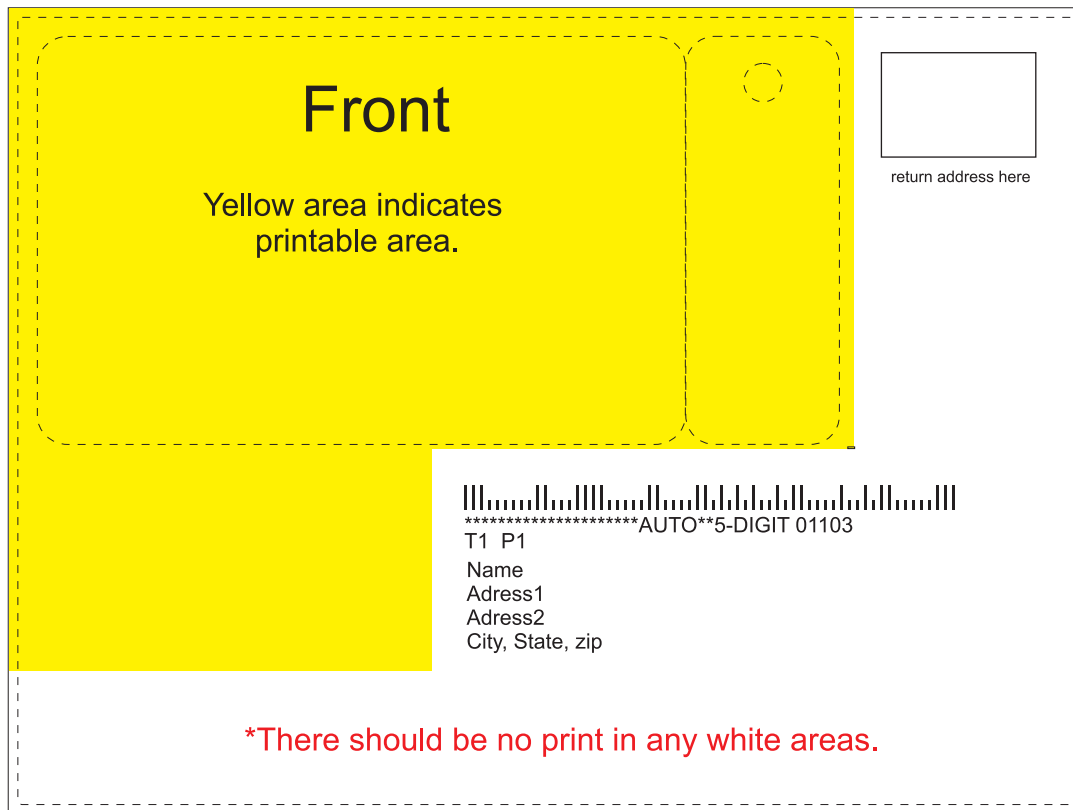 Front
Yellow area indicates
printable area.
return address here
*********************AUTO**5-DIGIT 01103
T1 P1
Name
Adress1
Adress2
City, State, zip
*There should be no print in any white areas.